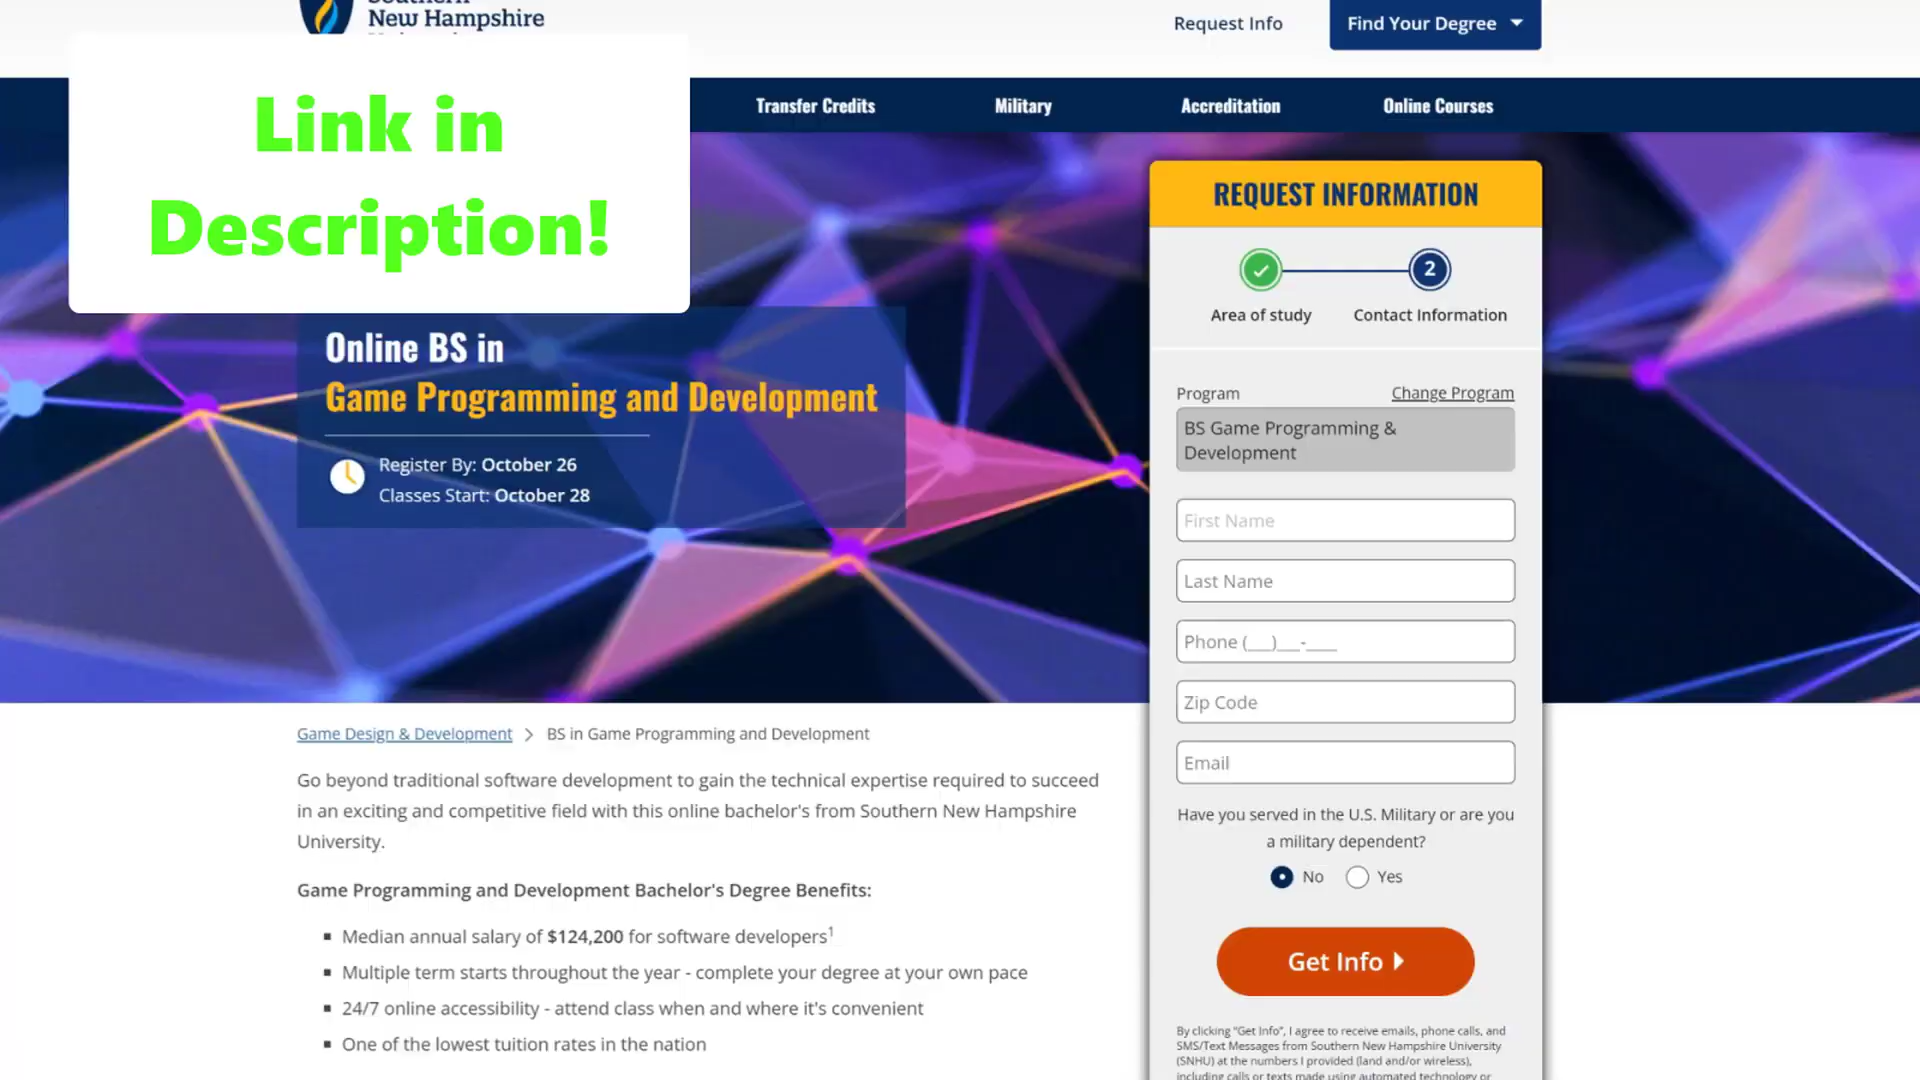 New Hampshire
Request Info
Find Your Degree
Link in
Description!
Transfer Credits
Military
Accreditation
Online Courses
Online BS in
Game Programming and Development
Register By: October 26
Classes Start: October 28
REQUEST INFORMATION
2
Area of study
Contact Information
Program
Change Program
BS Game Programming &
Development
First Name
Last Name
Phone (___)___-____
Zip Code
Email
Have you served in the U.S. Military or are you
a military dependent?
No
Yes
Get Info
By clicking "Get Info", I agree to receive emails, phone calls, and
SMS/Text Messages from Southern New Hampshire University
(SNHU) at the numbers I provided (land and/or wireless),
including calls or texts made using automated technology or
Game Design & Development > BS in Game Programming and Development
Go beyond traditional software development to gain the technical expertise required to succeed
in an exciting and competitive field with this online bachelor's from Southern New Hampshire
University.
Game Programming and Development Bachelor's Degree Benefits:
▪ Median annual salary of $124,200 for software developers¹
▪ Multiple term starts throughout the year - complete your degree at your own pace
▪ 24/7 online accessibility - attend class when and where it's convenient
▪ One of the lowest tuition rates in the nation